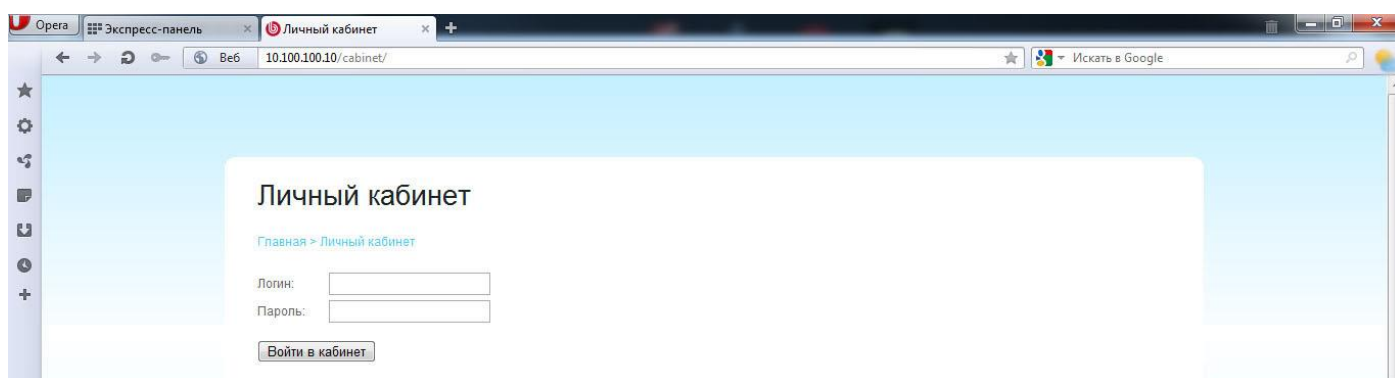 Opera Экспресс-панель Личный кабинет
Веб 10.100.100.10/cabinet/ Искать в Google
Личный кабинет
Главная > Личный кабинет
Логин:
Пароль:
Войти в кабинет